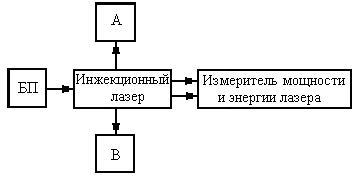 А
БП
Инжекционный
лазер
Измеритель мощности
и энергии лазера
В